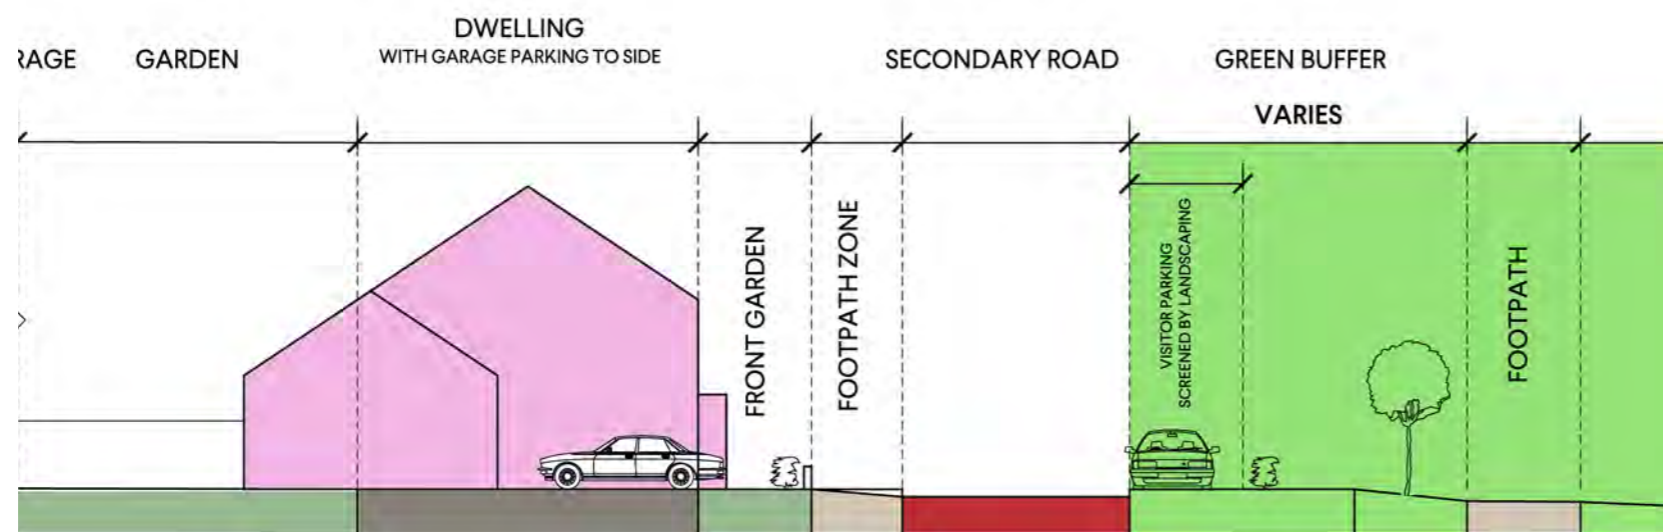 RAGE
GARDEN
DWELLING
WITH GARAGE PARKING TO SIDE
SECONDARY ROAD
GREEN BUFFER
VARIES
FRONT GARDEN
FOOTPATH ZONE
VISITOR PARKING
SCREENED BY LANDSCAPING
FOOTPATH